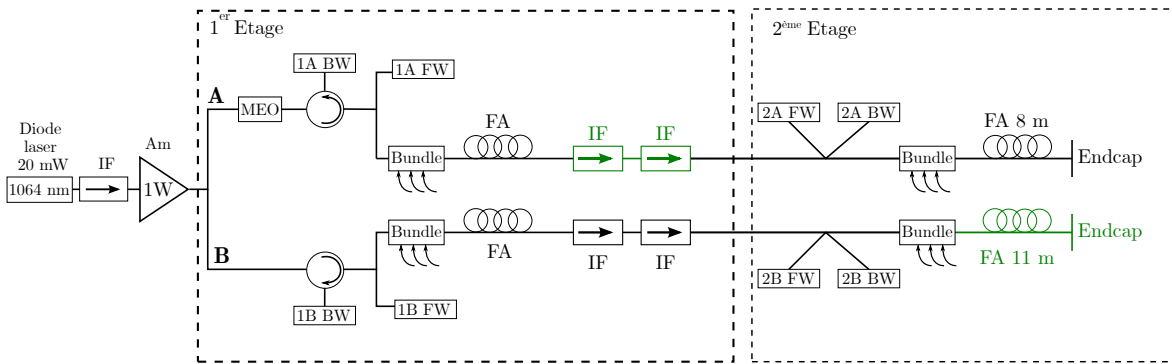 1er Etage
2ème Etage
1A BW
1A FW
A
MEO
2A FW
2A BW
FA
IF
IF
FA 8 m
Diode
laser
20 mW
Am
IF
Bundle
Bundle
Endcap
1064 nm
1W
Bundle
Bundle
Endcap
B
FA
IF
IF
FA 11 m
2B FW
2B BW
1B BW
1B FW